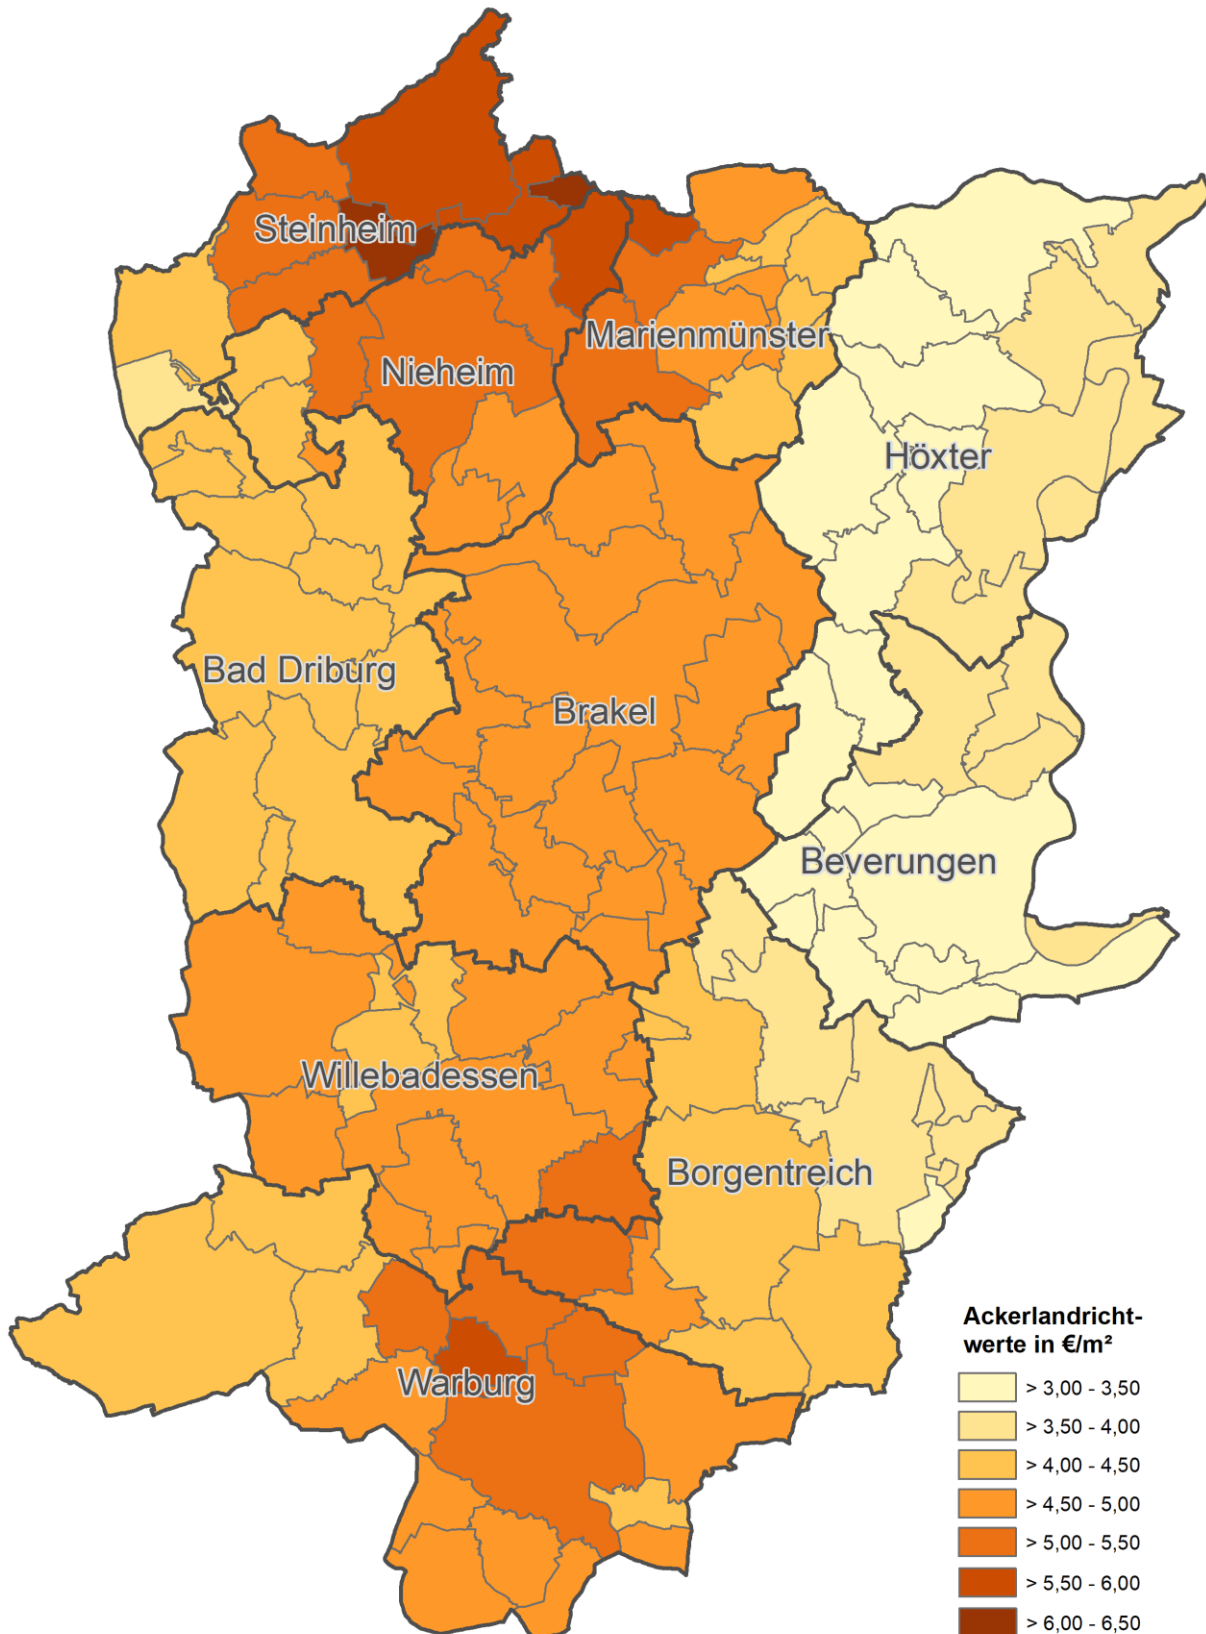 Steinheim
Marienmünster
Nieheim
Höxter
Bad Driburg
Brakel
Beverungen
Willebadessen
Borgentreich
Warburg
Ackerlandricht-
werte in €/m²
> 3,00 - 3,50
> 3,50 - 4,00
> 4,00 - 4,50
> 4,50 - 5,00
> 5,00 - 5,50
> 5,50 - 6,00
> 6,00 - 6,50